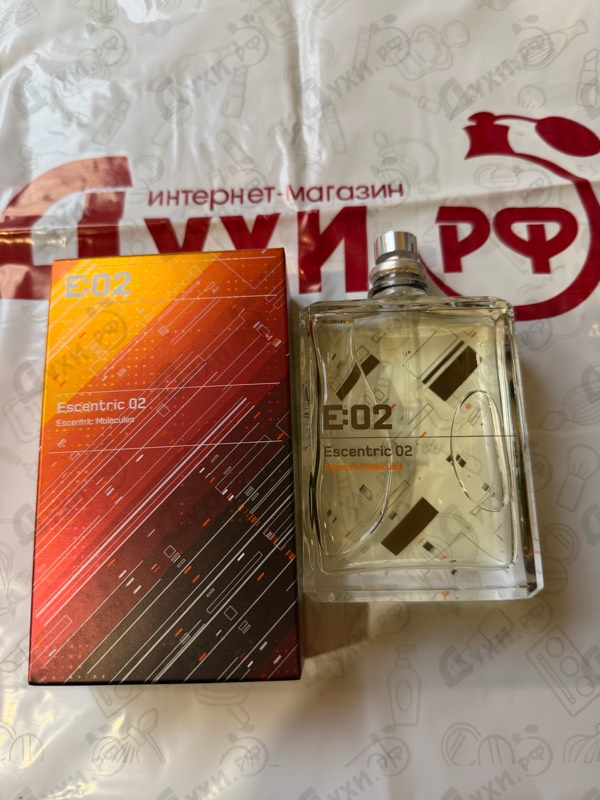 интернет-магазин
Духи.рф
E:02
Escentric 02
Escentric Molecules
E:02
Escentric 02
Escentric Molecules